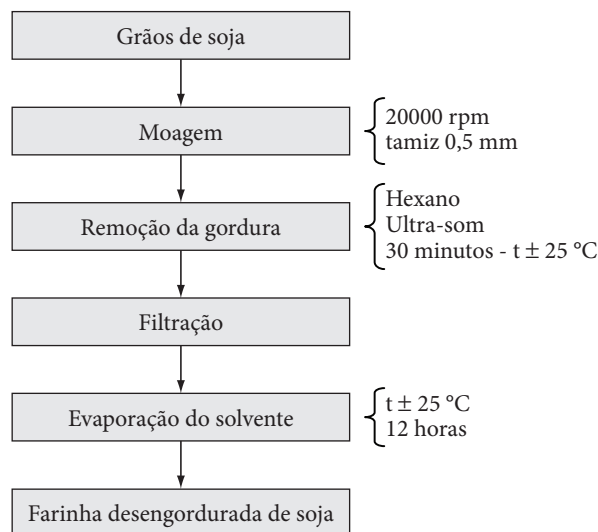 Grãos de soja
Moagem
20000 rpm
tamiz 0,5 mm
Remoção da gordura
Hexano
Ultra-som
30 minutos - t ± 25 °C
Filtração
Evaporação do solvente
t ± 25 °C
12 horas
Farinha desengordurada de soja